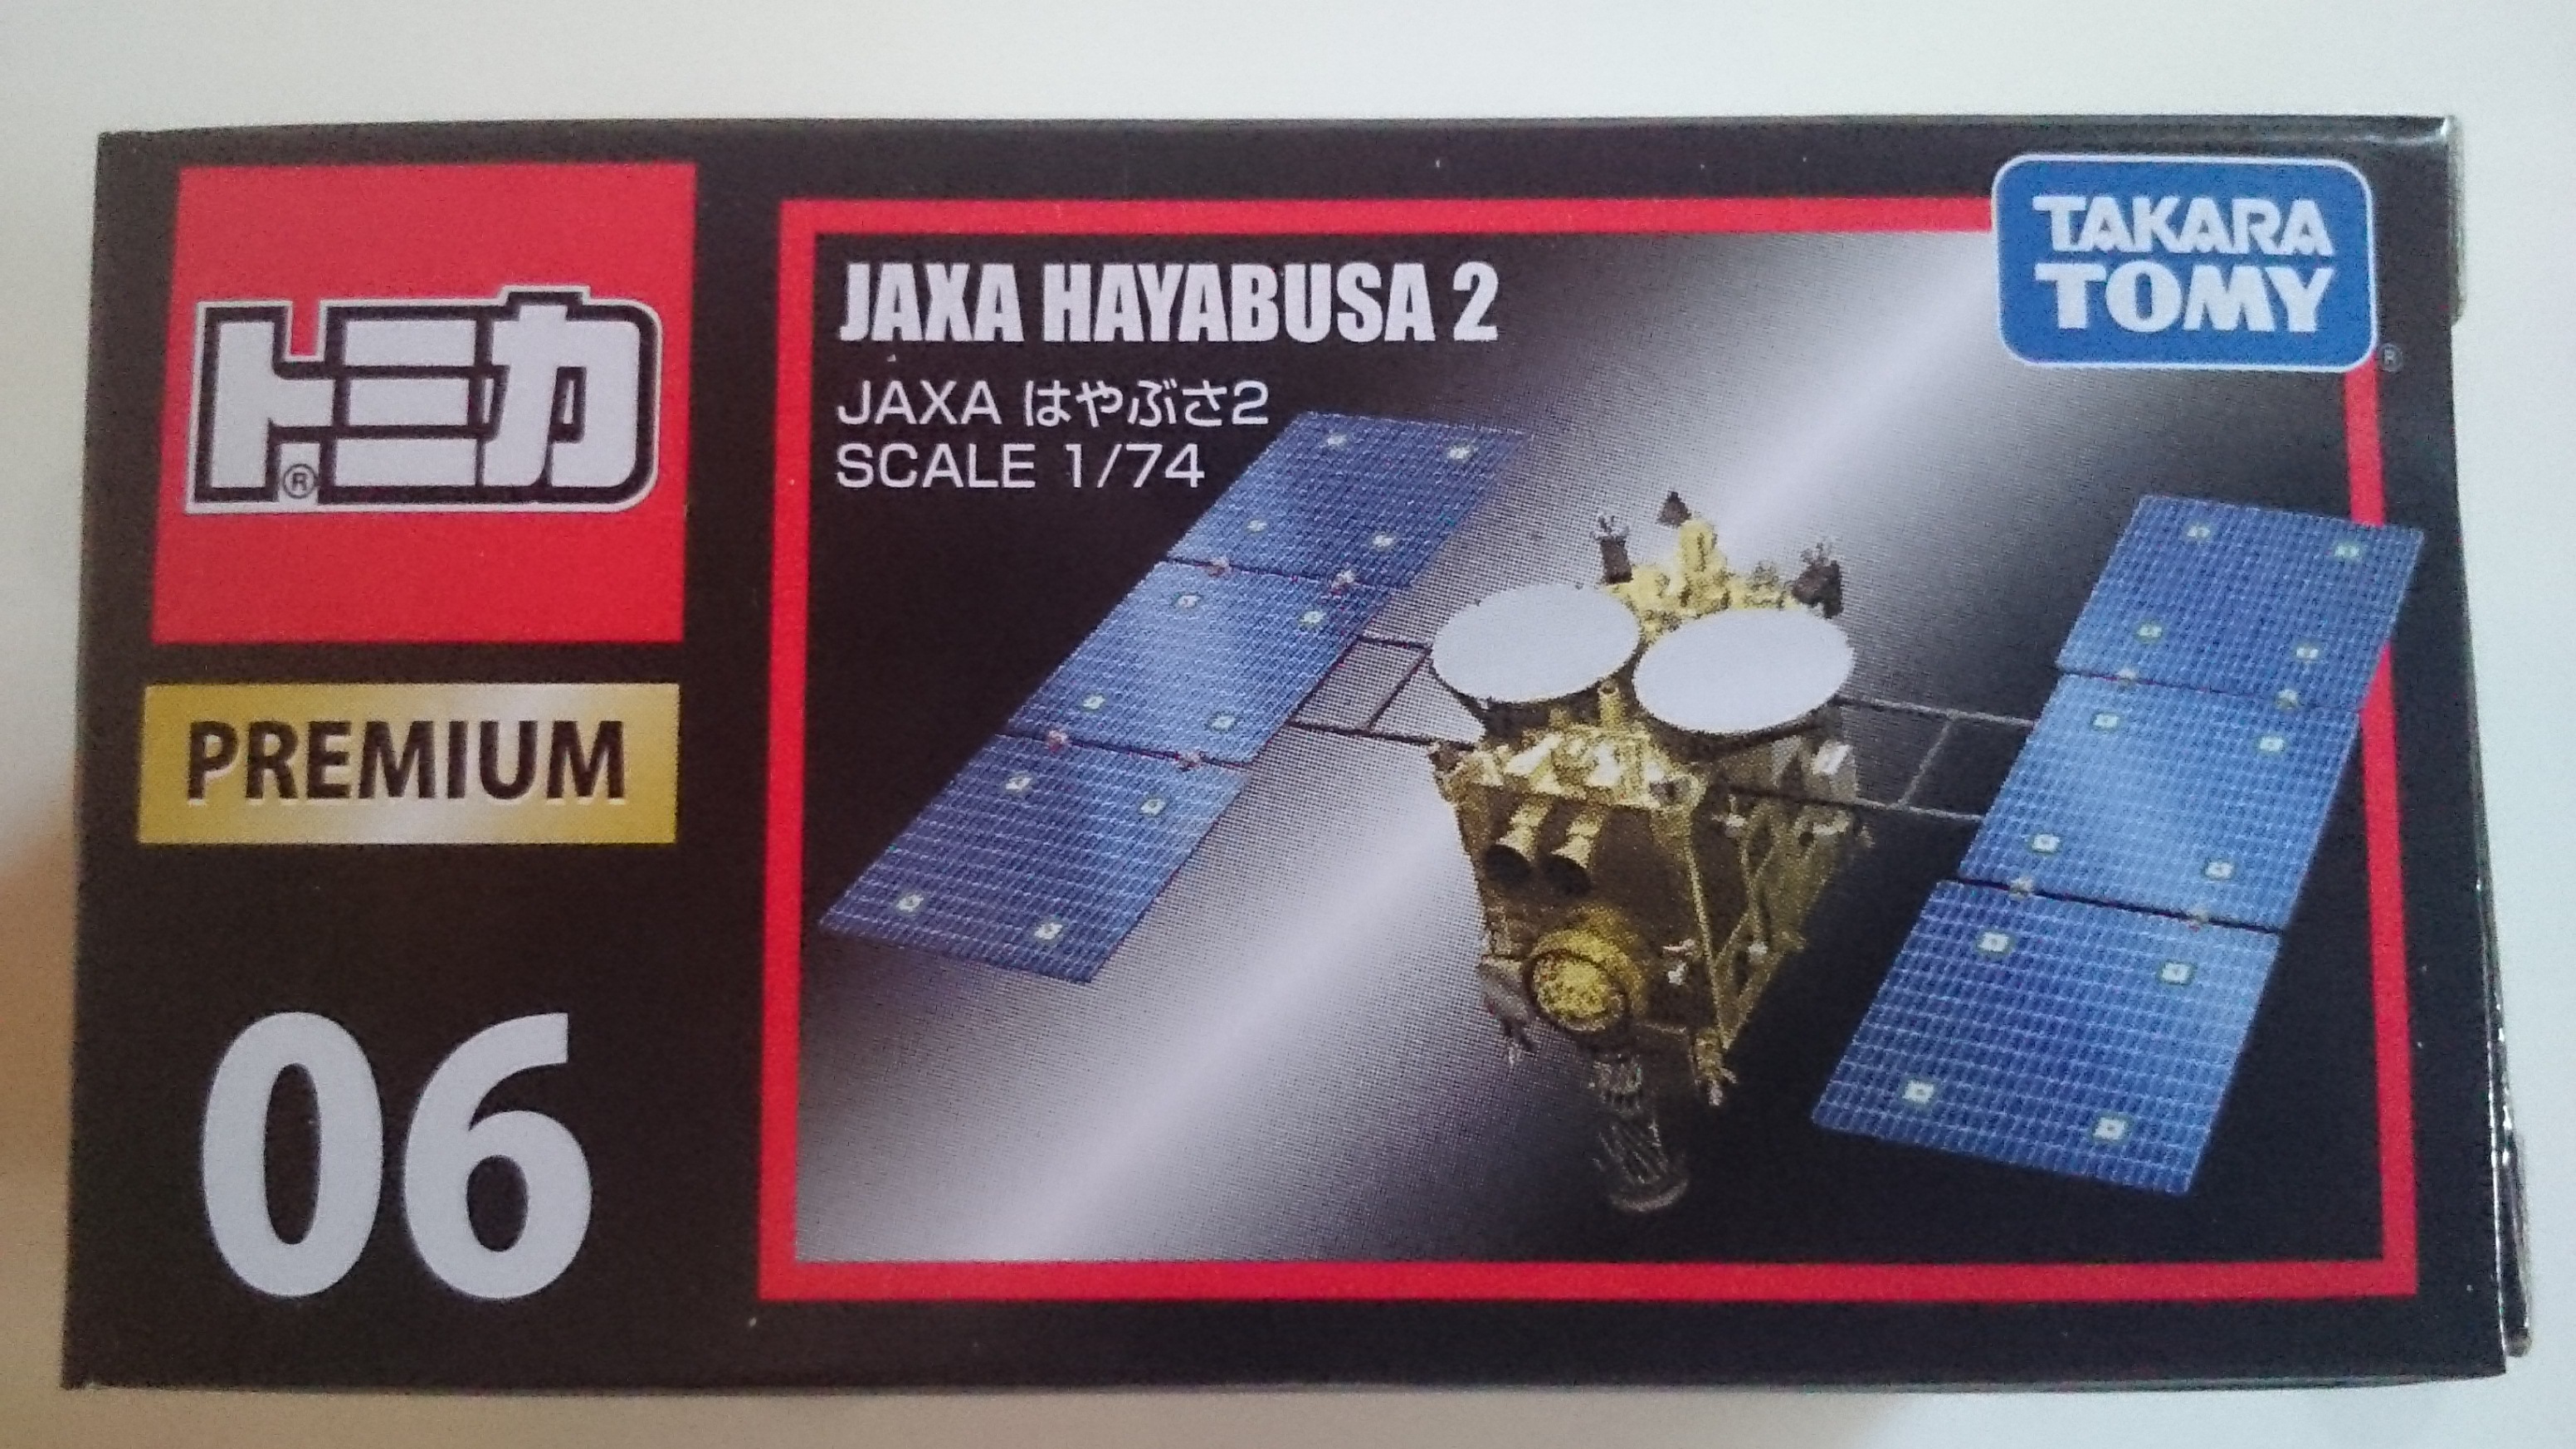 トミカ®
PREMIUM
06
JAXA HAYABUSA 2
JAXA はやぶさ2
SCALE 1/74
TAKARA
TOMY®